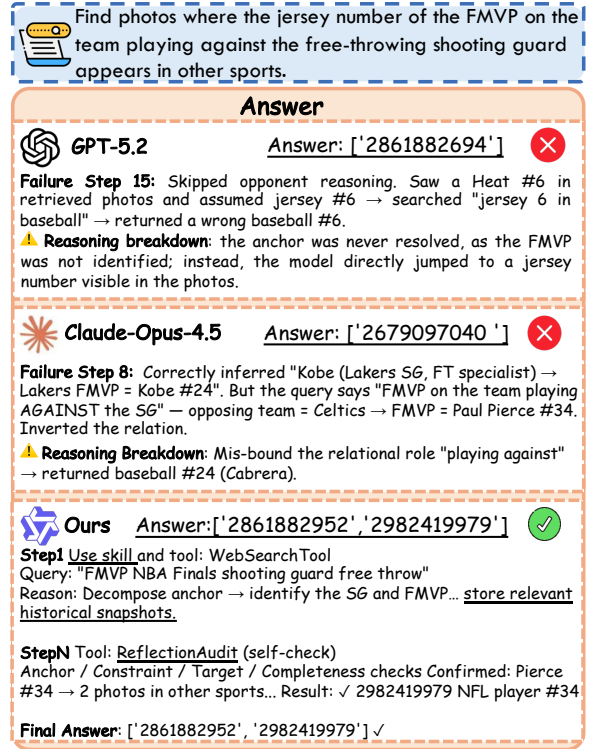 Find photos where the jersey number of the FMVP on the
team playing against the free-throwing shooting guard
appears in other sports.
Answer
GPT-5.2 Answer: ['2861882694']
Failure Step 15: Skipped opponent reasoning. Saw a Heat #6 in
retrieved photos and assumed jersey #6 → searched "jersey 6 in
baseball" → returned a wrong baseball #6.
Reasoning breakdown: the anchor was never resolved, as the FMVP
was not identified; instead, the model directly jumped to a jersey
number visible in the photos.
Claude-Opus-4.5 Answer: ['2679097040 ']
Failure Step 8: Correctly inferred "Kobe (Lakers SG, FT specialist) →
Lakers FMVP = Kobe #24". But the query says "FMVP on the team playing
AGAINST the SG" — opposing team = Celtics → FMVP = Paul Pierce #34.
Inverted the relation.
Reasoning Breakdown: Mis-bound the relational role "playing against"
→ returned baseball #24 (Cabrera).
Ours Answer:['2861882952','2982419979']
Step1 Use skill and tool: WebSearchTool
Query: "FMVP NBA Finals shooting guard free throw"
Reason: Decompose anchor → identify the SG and FMVP... store relevant
historical snapshots.
StepN Tool: ReflectionAudit (self-check)
Anchor / Constraint / Target / Completeness checks Confirmed: Pierce
#34 → 2 photos in other sports... Result: ✓ 2982419979 NFL player #34
Final Answer: ['2861882952', '2982419979'] ✓